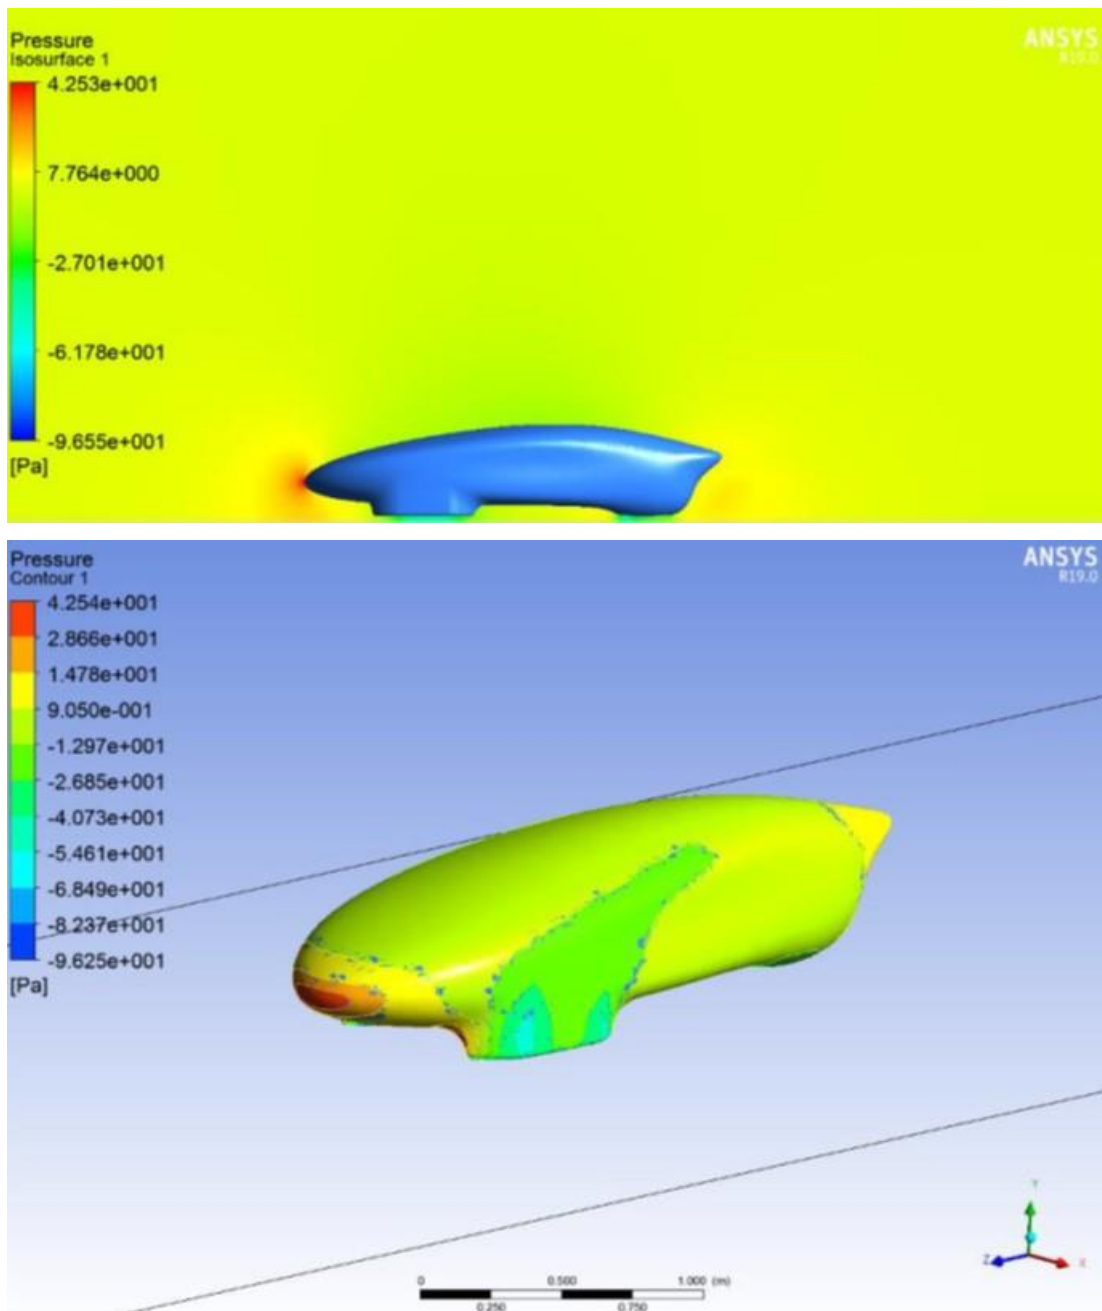 Pressure
Isosurface 1
ANSYS
R19.0
4.253e+001
7.764e+000
-2.701e+001
-6.178e+001
-9.655e+001
[Pa]
Pressure
Contour 1
ANSYS
R19.0
4.254e+001
2.866e+001
1.478e+001
9.050e-001
-1.297e+001
-2.685e+001
-4.073e+001
-5.461e+001
-6.849e+001
-8.237e+001
-9.625e+001
[Pa]
Y
Z
X
0 0.500 1.000 (m)
0.250 0.750